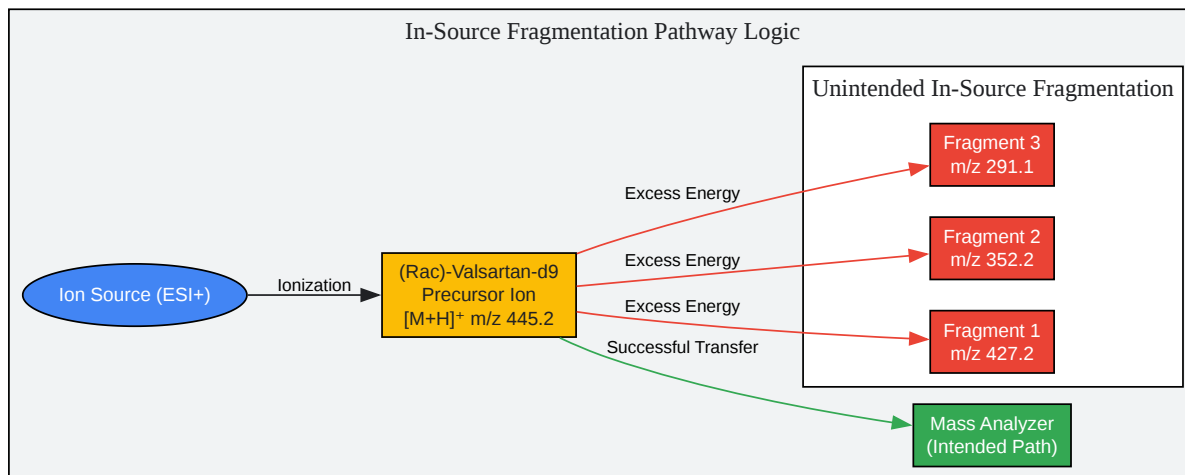 In-Source Fragmentation Pathway Logic
Unintended In-Source Fragmentation
Fragment 3
m/z 291.1
Excess Energy
Fragment 2
m/z 352.2
Excess Energy
(Rac)-Valsartan-d9
Precursor Ion
[M+H]⁺ m/z 445.2
Ion Source (ESI+)
Ionization
Excess Energy
Fragment 1
m/z 427.2
Successful Transfer
Mass Analyzer
(Intended Path)